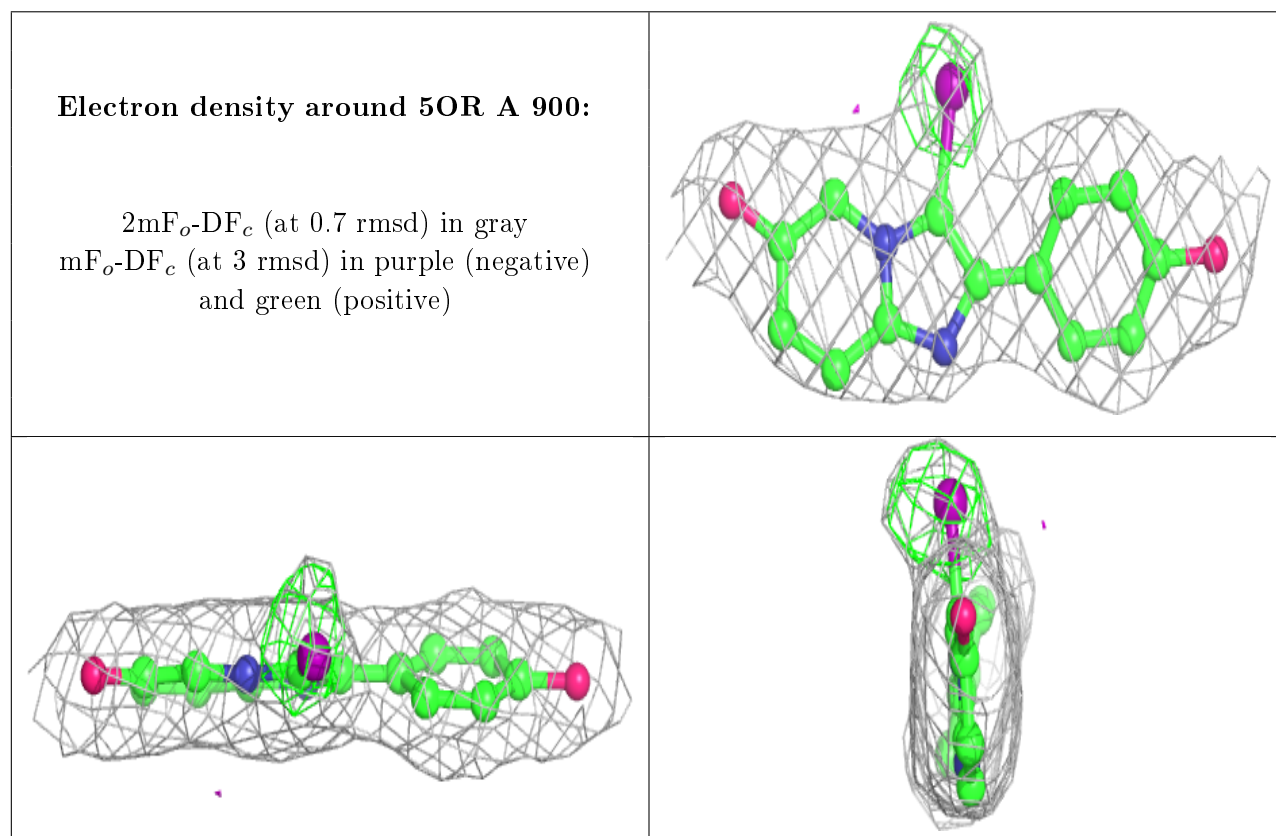 Electron density around 5OR A 900:
2mFo-DFc (at 0.7 rmsd) in gray
mFo-DFc (at 3 rmsd) in purple (negative)
and green (positive)